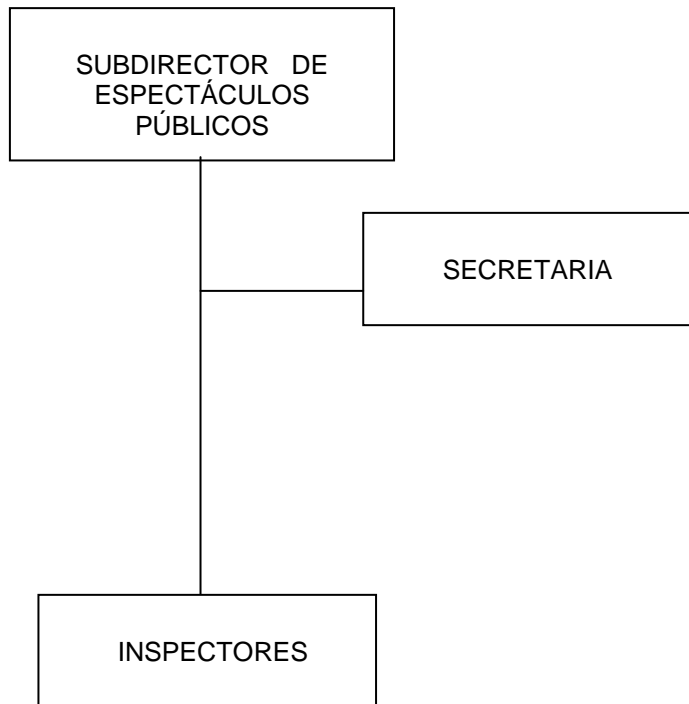 SUBDIRECTOR DE
ESPECTÁCULOS
PÚBLICOS
SECRETARIA
INSPECTORES